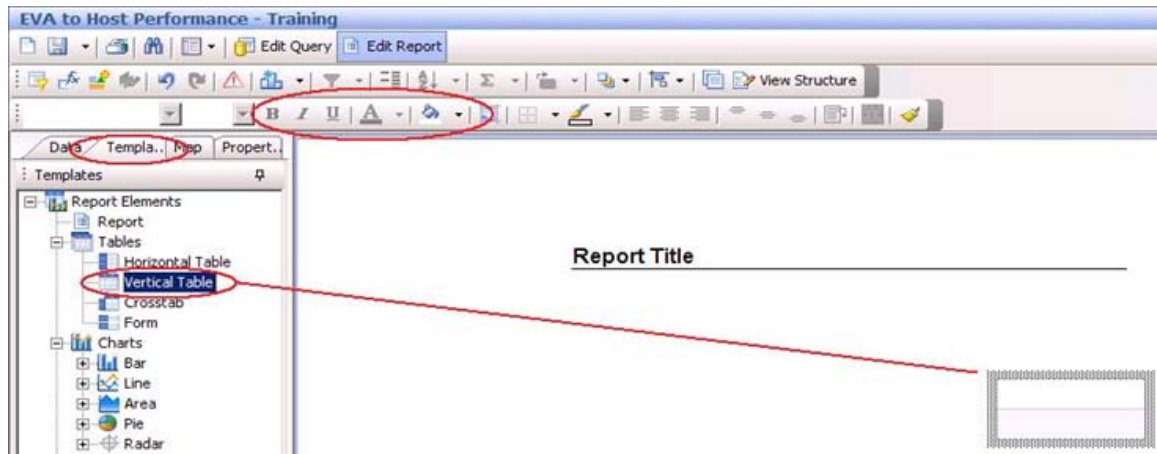 EVA to Host Performance - Training
Edit Query Edit Report
View Structure
B I U A
Data Templa.. Map Propert..
Templates
Report Elements
Report
Tables
Horizontal Table
Vertical Table
Crosstab
Form
Charts
Bar
Line
Area
Pie
Radar
Report Title